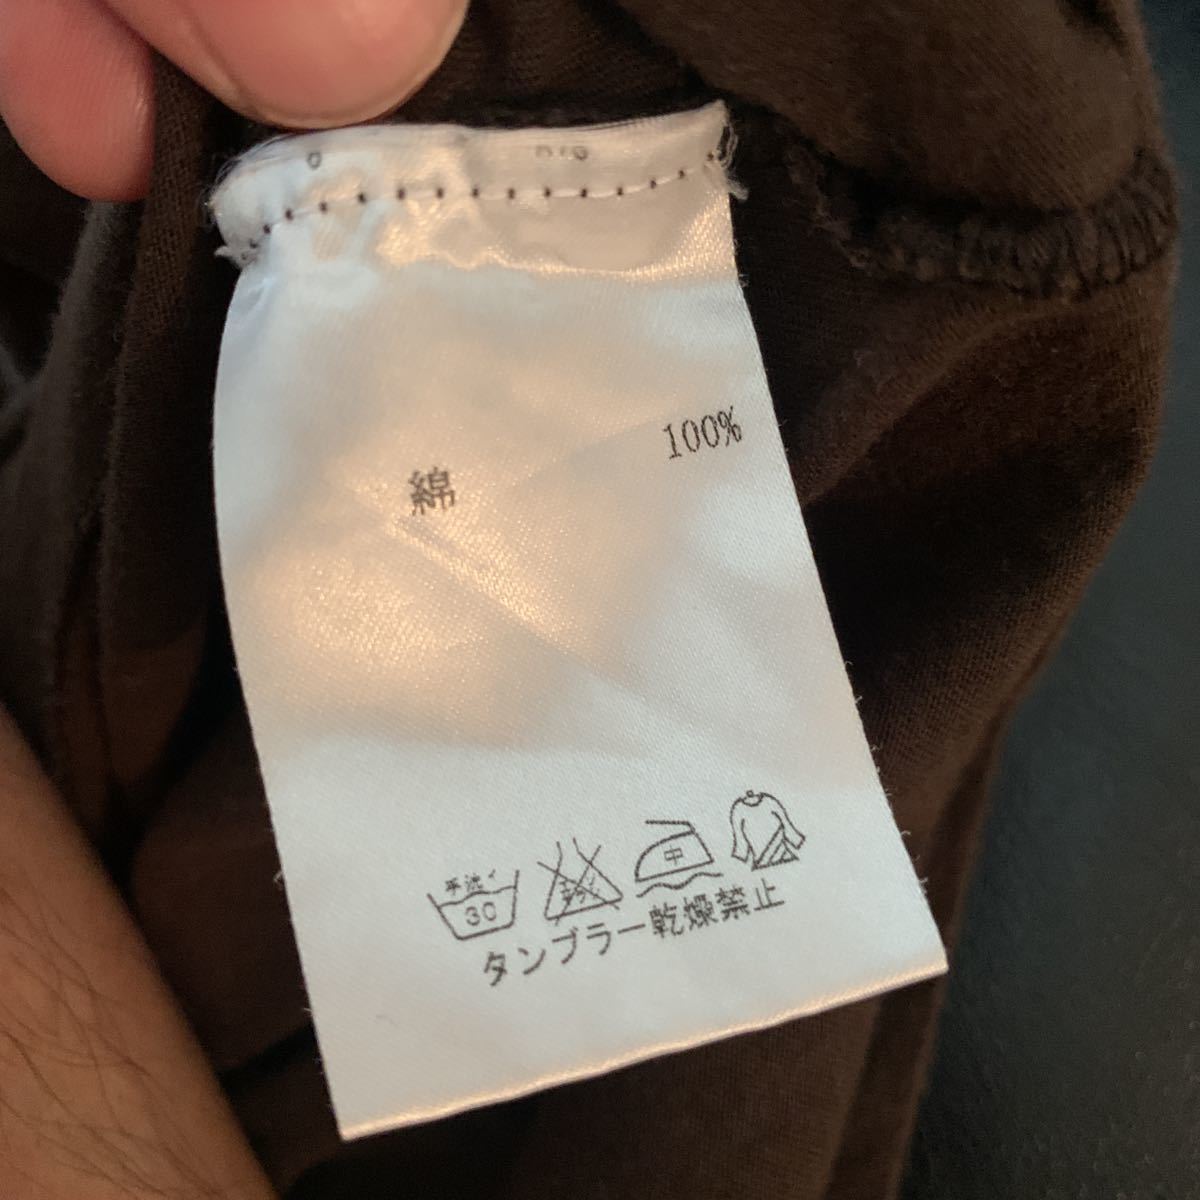 綿 100%
手洗イ
30
中
タンブラー乾燥禁止